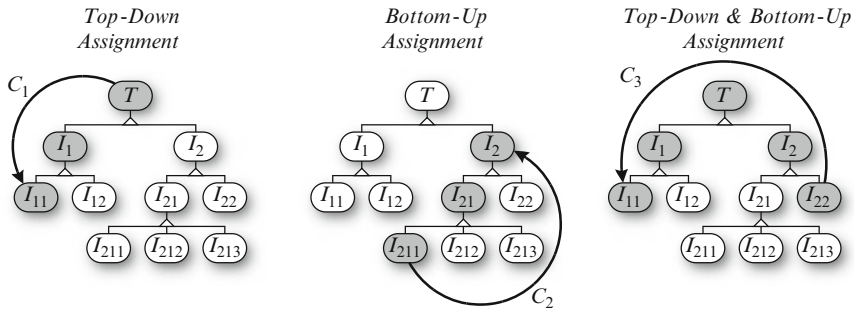 Top-Down Bottom-Up Top-Down & Bottom-Up
Assignment Assignment Assignment
C₁ C₃
T T T
I₁ I₂ I₁ I₂ I₁ I₂
I₁₁ I₁₂ I₂₁ I₂₂ I₁₁ I₁₂ I₂₁ I₂₂ I₁₁ I₁₂ I₂₁ I₂₂
I₂₁₁ I₂₁₂ I₂₁₃ I₂₁₁ I₂₁₂ I₂₁₃ I₂₁₁ I₂₁₂ I₂₁₃
C₂